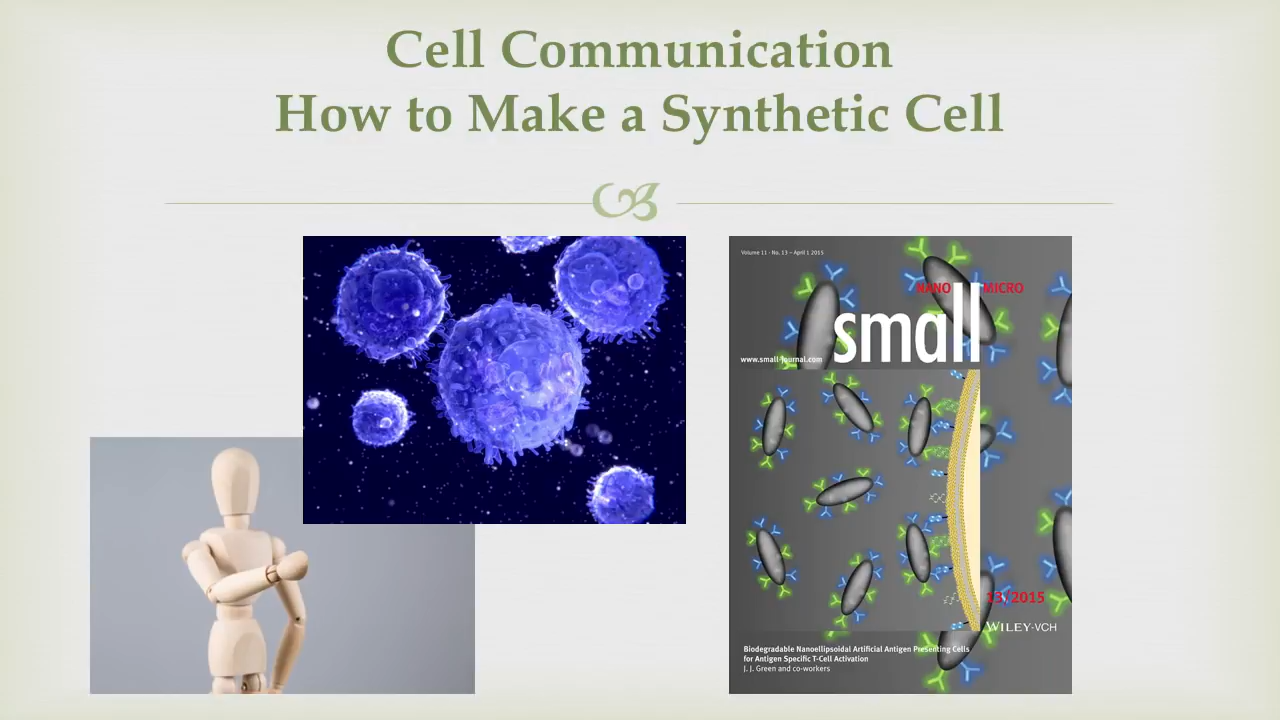 Cell Communication
How to Make a Synthetic Cell
Volume 11 · No. 13 – April 1 2015
NANO MICRO
small
www.small-journal.com
13/2015
WILEY-VCH
Biodegradable Nanoellipsoidal Artificial Antigen Presenting Cells
for Antigen Specific T-Cell Activation
J. J. Green and co-workers